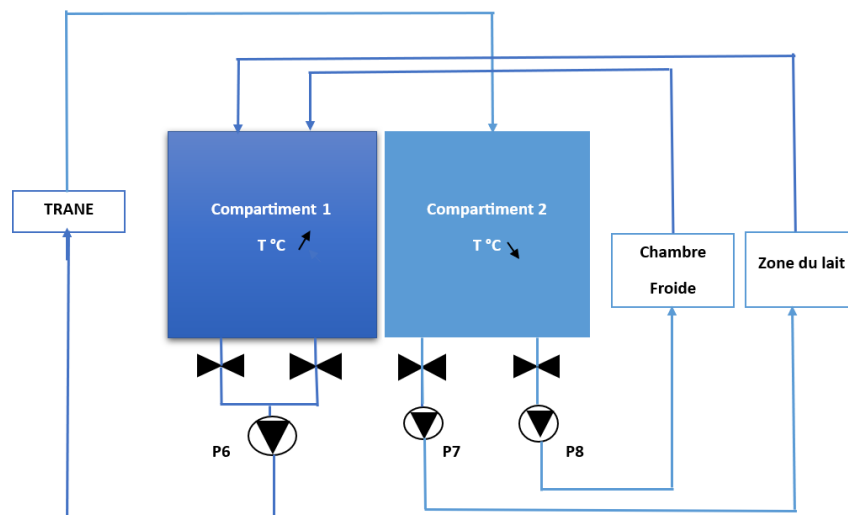 TRANE
Compartiment 1
T °C
Compartiment 2
T °C
Chambre
Froide
Zone du lait
P6
P7
P8